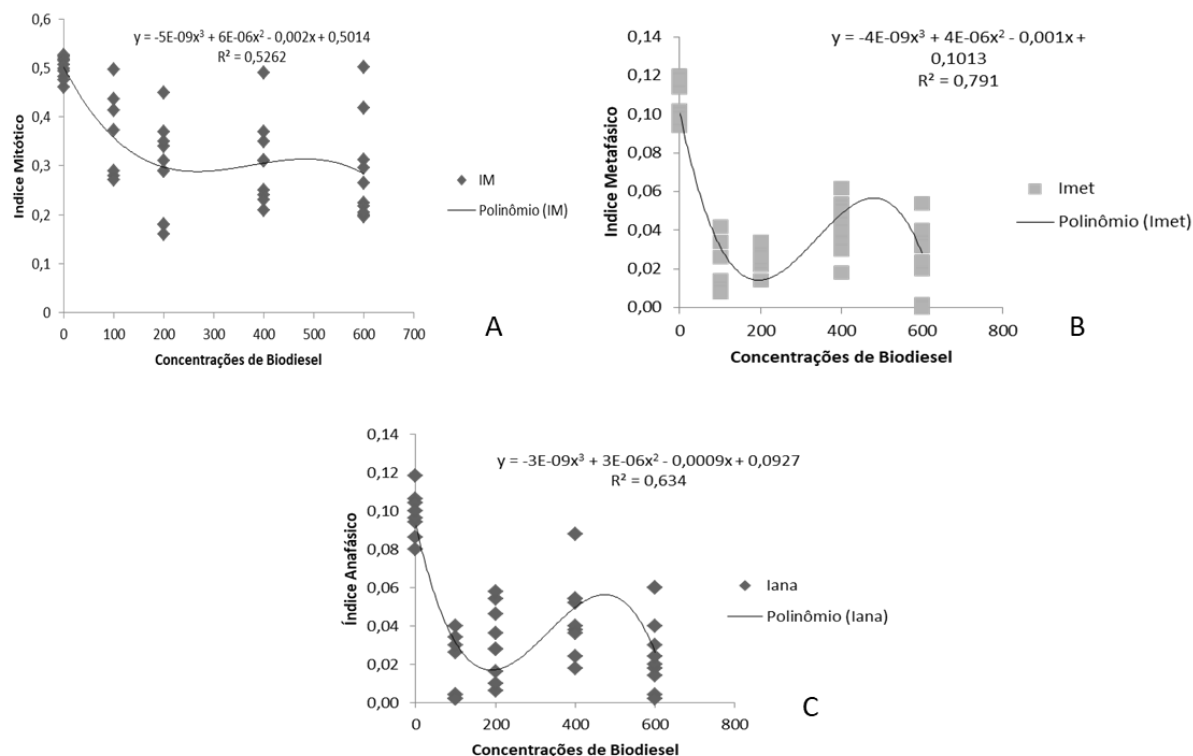 0,6
0,5
0,4
0,3
0,2
0,1
0
Indice Mitótico
y = -5E-09x³ + 6E-06x² - 0,002x + 0,5014
R² = 0,5262
IM
Polinômio (IM)
0 100 200 300 400 500 600 700
Concentrações de Biodiesel
A
0,14
0,12
0,10
0,08
0,06
0,04
0,02
0,00
Indice Metafásico
y = -4E-09x³ + 4E-06x² - 0,001x +
0,1013
R² = 0,791
Imet
Polinômio (Imet)
0 200 400 600 800
Concentrações de Biodiesel
B
0,14
0,12
0,10
0,08
0,06
0,04
0,02
0,00
Índice Anafásico
y = -3E-09x³ + 3E-06x² - 0,0009x + 0,0927
R² = 0,634
Iana
Polinômio (Iana)
0 200 400 600 800
Concentrações de Biodiesel
C